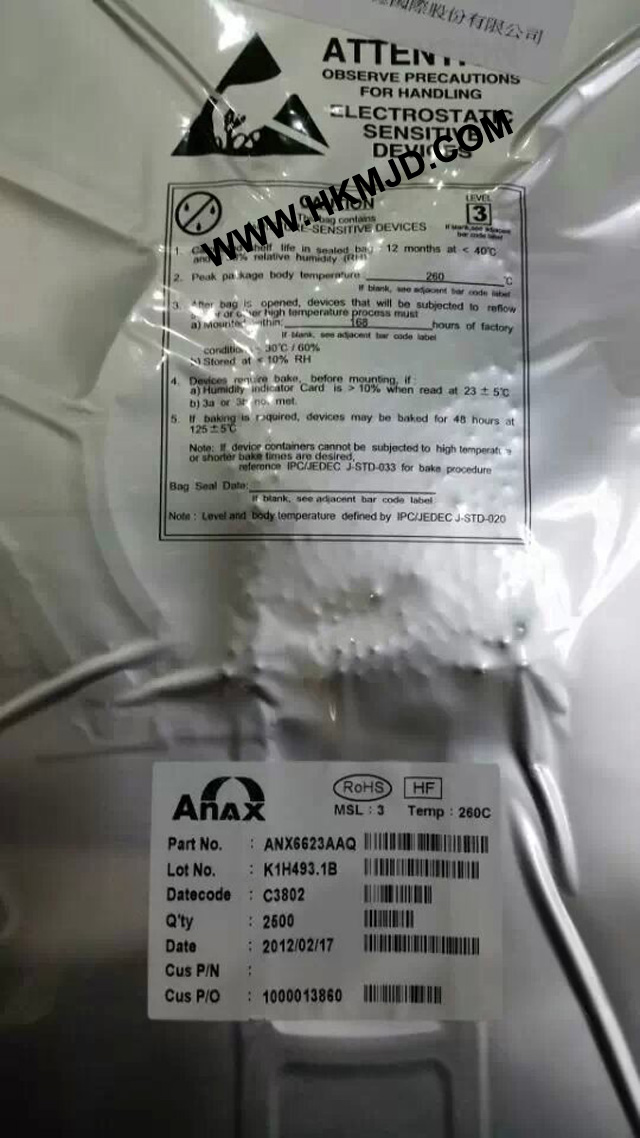 國際股份有限公司
ATTENTION
OBSERVE PRECAUTIONS
FOR HANDLING
ELECTROSTATIC
SENSITIVE
DEVICES
WWW.HKMJD.COM
CAUTION
This bag contains
MOISTURE-SENSITIVE DEVICES
LEVEL
3
If blank, see adjacent
bar code label
1. shelf life in sealed bag : 12 months at < 40℃
and relative humidity (RH)
2. Peak package body temperature 260 ℃
If blank, see adjacent bar code label
3. After bag is opened, devices that will be subjected to reflow
solder or other high temperature process must
a) Mounted within: 168 hours of factory
If blank, see adjacent bar code label
conditions 30℃ / 60%
b) Stored at < 10% RH
4. Devices require bake, before mounting, if :
a) Humidity Indicator Card is > 10% when read at 23 ± 5℃
b) 3a or 3b not met.
5. If baking is required, devices may be baked for 48 hours at
125 ± 5℃
Note: If device containers cannot be subjected to high temperature
or shorter bake times are desired,
reference IPC/JEDEC J-STD-033 for bake procedure
Bag Seal Date:
If blank, see adjacent bar code label
Note : Level and body temperature defined by IPC/JEDEC J-STD-020
Anax
RoHS HF
MSL : 3 Temp : 260C
Part No. : ANX6623AAQ
Lot No. : K1H493.1B
Datecode : C3802
Q'ty : 2500
Date : 2012/02/17
Cus P/N :
Cus P/O : 1000013860